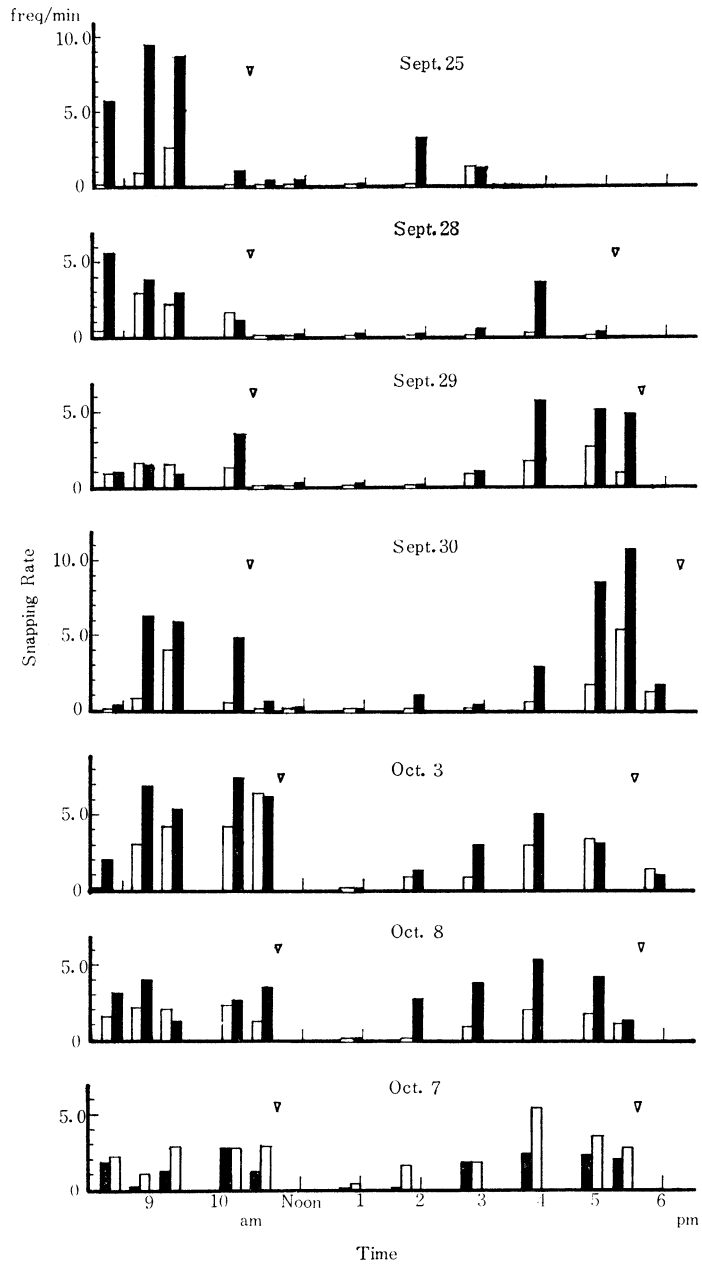 freq/min
10.0
Sept. 25
5.0
0
Sept. 28
5.0
0
Sept. 29
5.0
0
Sept. 30
10.0
5.0
0
Snapping Rate
Oct. 3
5.0
0
Oct. 8
5.0
0
Oct. 7
5.0
0
9 10 Noon 1 2 3 4 5 6
am pm
Time